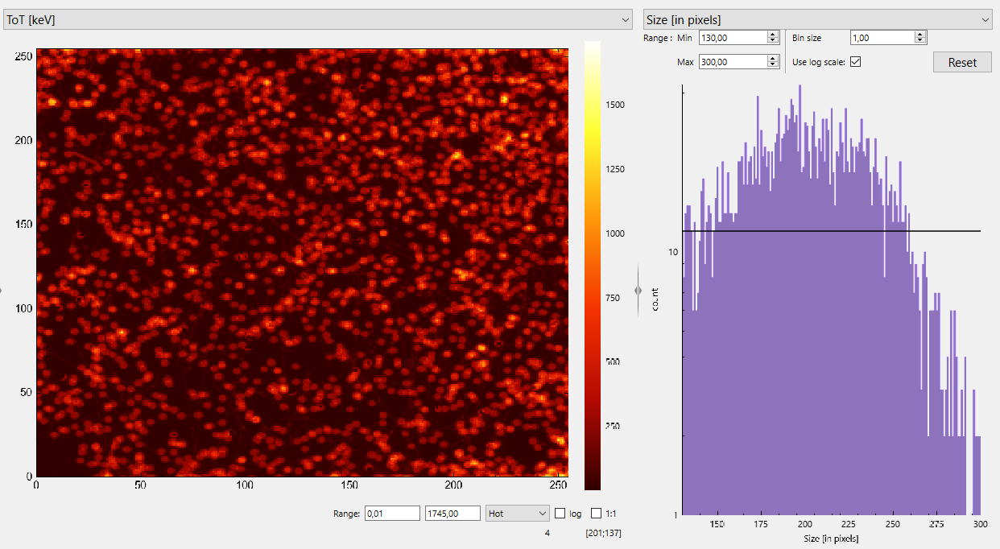 ToT [keV]
250
200
150
100
50
0
0 50 100 150 200 250
1500
1250
1000
750
500
250
Range: 0,01 1745,00 Hot log 1:1
4 [201;137]
Size [in pixels]
Range : Min 130,00 Bin size 1,00
Max 300,00 Use log scale: Reset
10
count
1
150 175 200 225 250 275 300
Size [in pixels]